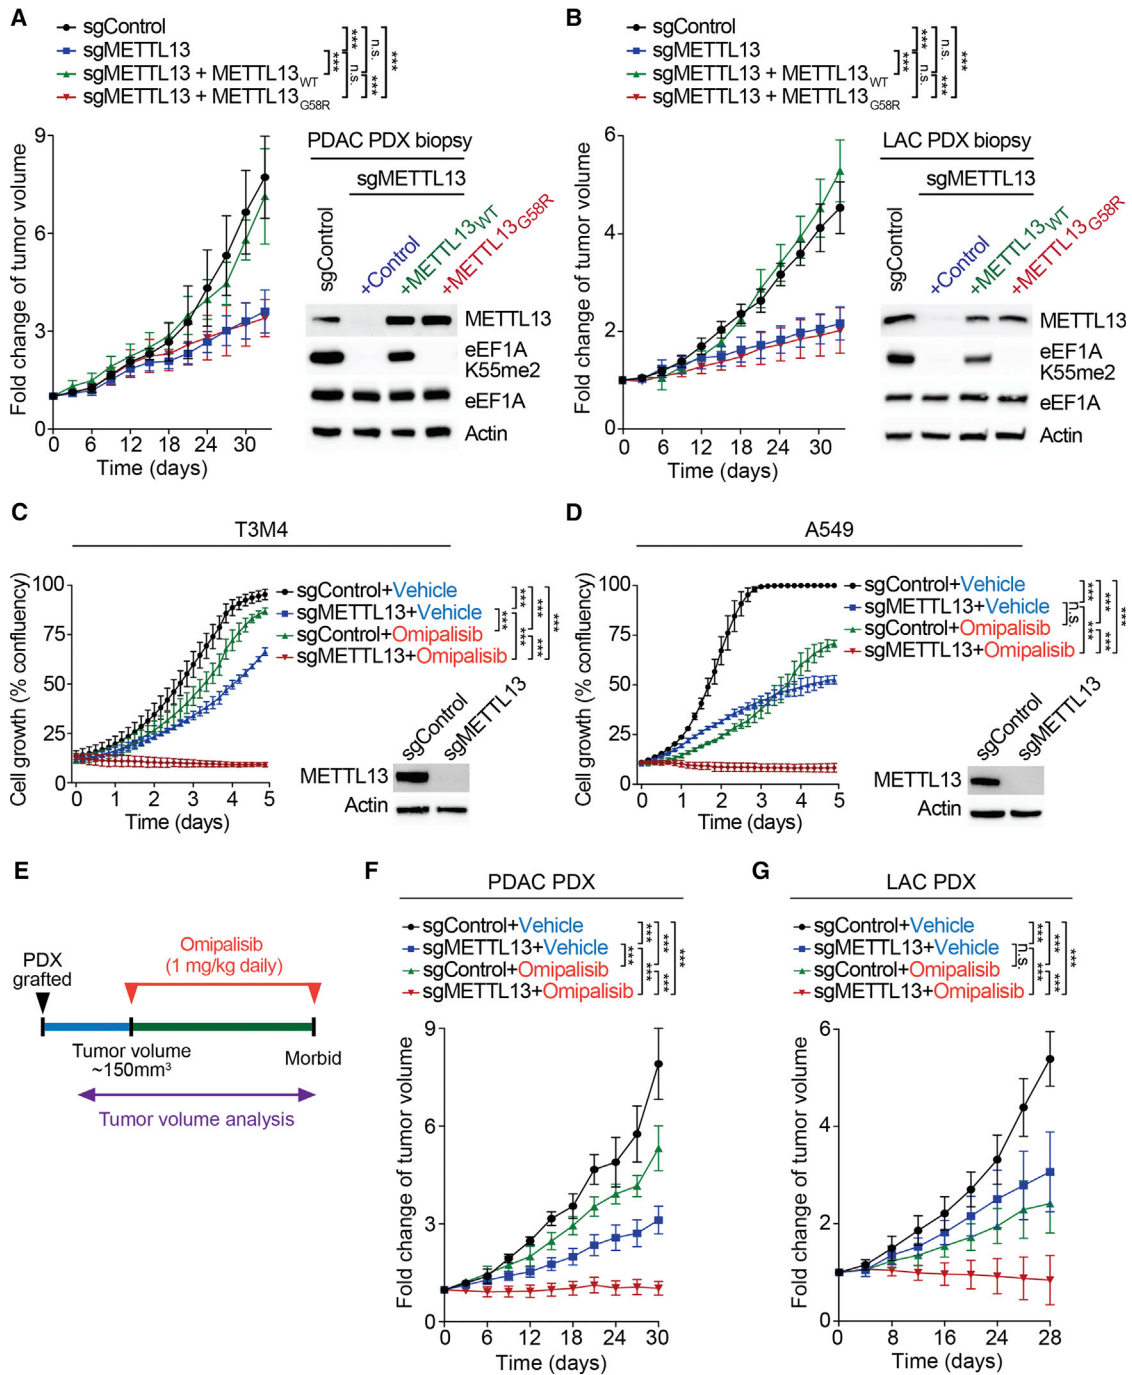 A
sgControl
sgMETTL13
sgMETTL13 + METTL13WT
sgMETTL13 + METTL13G58R
***
n.s.
***
***
n.s.
***
Fold change of tumor volume
9
6
3
0
0 6 12 18 24 30
Time (days)
PDAC PDX biopsy
sgMETTL13
sgControl
+Control
+METTL13WT
+METTL13G58R
METTL13
eEF1A
K55me2
eEF1A
Actin
B
sgControl
sgMETTL13
sgMETTL13 + METTL13WT
sgMETTL13 + METTL13G58R
***
n.s.
***
***
n.s.
***
Fold change of tumor volume
6
4
2
0
0 6 12 18 24 30
Time (days)
LAC PDX biopsy
sgMETTL13
sgControl
+Control
+METTL13WT
+METTL13G58R
METTL13
eEF1A
K55me2
eEF1A
Actin
C
T3M4
Cell growth (% confluency)
100
75
50
25
0
0 1 2 3 4 5
Time (days)
sgControl+Vehicle
sgMETTL13+Vehicle
sgControl+Omipalisib
sgMETTL13+Omipalisib
***
***
***
***
***
***
sgControl
sgMETTL13
METTL13
Actin
D
A549
Cell growth (% confluency)
100
75
50
25
0
0 1 2 3 4 5
Time (days)
sgControl+Vehicle
sgMETTL13+Vehicle
sgControl+Omipalisib
sgMETTL13+Omipalisib
***
***
***
n.s
***
***
sgControl
sgMETTL13
METTL13
Actin
E
PDX
grafted
Omipalisib
(1 mg/kg daily)
Tumor volume
~150mm³
Morbid
Tumor volume analysis
F
PDAC PDX
sgControl+Vehicle
sgMETTL13+Vehicle
sgControl+Omipalisib
sgMETTL13+Omipalisib
***
***
***
***
***
***
Fold change of tumor volume
9
6
3
0
0 6 12 18 24 30
Time (days)
G
LAC PDX
sgControl+Vehicle
sgMETTL13+Vehicle
sgControl+Omipalisib
sgMETTL13+Omipalisib
***
***
***
n.s.
***
***
Fold change of tumor volume
6
4
2
0
0 8 16 24 28
Time (days)